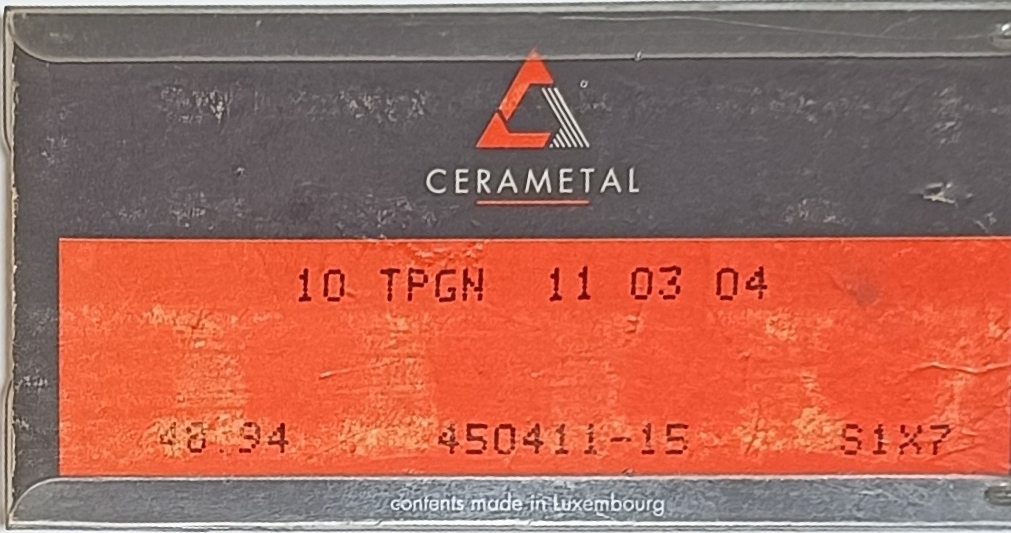 CERAMETAL
10 TPGN 11 03 04
48.94 450411-15 S1X7
contents made in Luxembourg